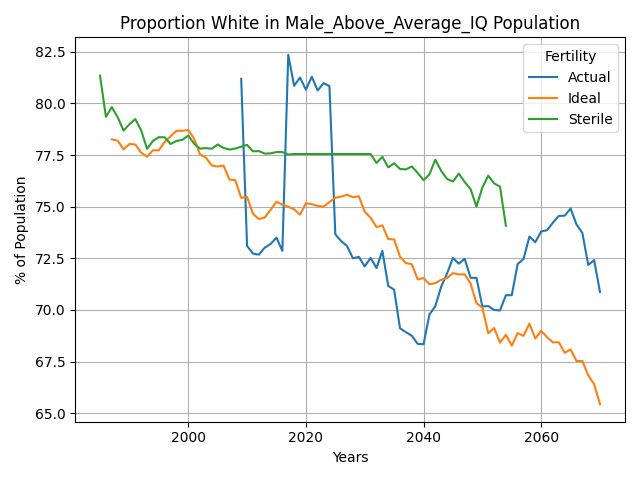 Proportion White in Male_Above_Average_IQ Population
Fertility
Actual
Ideal
Sterile
% of Population
82.5
80.0
77.5
75.0
72.5
70.0
67.5
65.0
2000
2020
2040
2060
Years